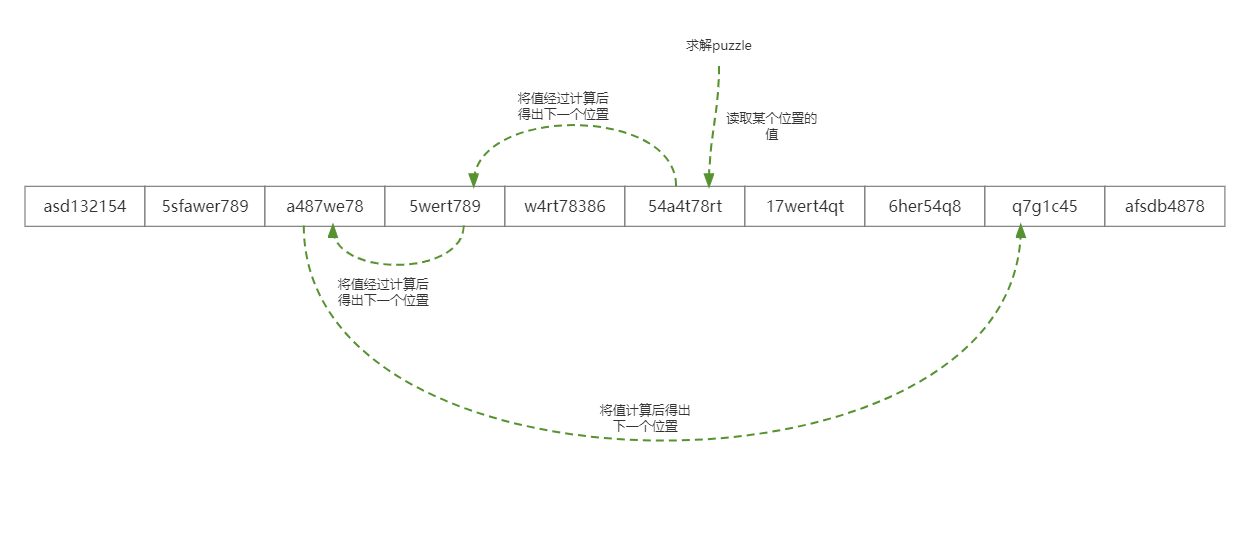 求解puzzle
将值经过计算后
得出下一个位置
读取某个位置的
值
asd132154
5sfawer789
a487we78
5wert789
w4rt78386
54a4t78rt
17wert4qt
6her54q8
q7g1c45
afsdb4878
将值经过计算后
得出下一个位置
将值计算后得出
下一个位置